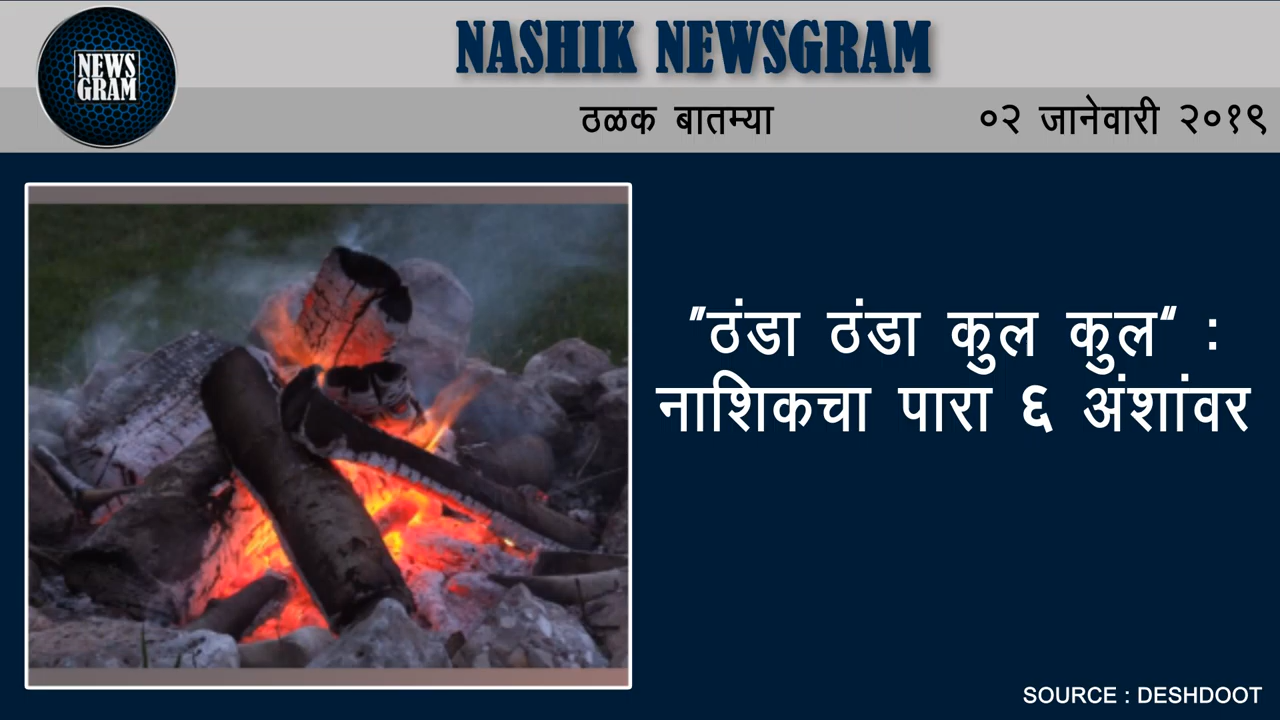 NEWS
GRAM
NASHIK NEWSGRAM
ठळक बातम्या
०२ जानेवारी २०१९
"ठंडा ठंडा कुल कुल" :
नाशिकचा पारा ६ अंशांवर
SOURCE : DESHDOOT